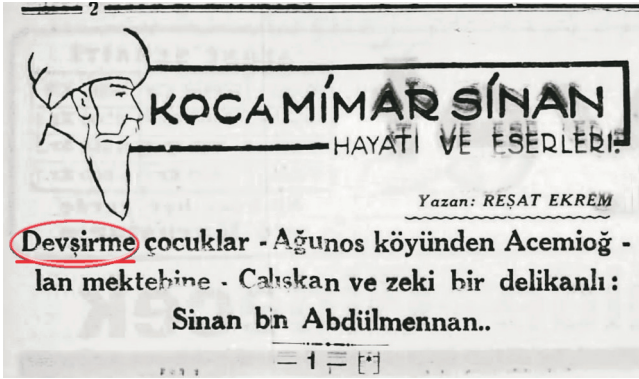 2
KOCA MİMAR SİNAN
HAYATI VE ESERLERİ.
Yazan: REŞAT EKREM
Devşirme çocuklar - Ağunos köyünden Acemioğ -
lan mektebine - Çalışkan ve zeki bir delikanlı :
Sinan bin Abdülmennan..
— 1 — [*]